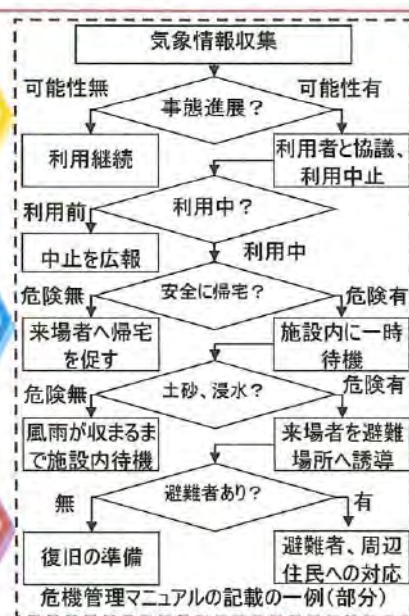 気象情報収集
可能性無
可能性有
事態進展？
利用継続
利用者と協議、
利用中止
利用前
利用中？
中止を広報
利用中
危険無
安全に帰宅？
危険有
来場者へ帰宅
を促す
施設内に一時
待機
危険無
土砂、浸水？
危険有
風雨が収まるま
で施設内待機
来場者を避難
場所へ誘導
無
避難者あり？
有
復旧の準備
避難者、周辺
住民への対応
危機管理マニュアルの記載の一例（部分）